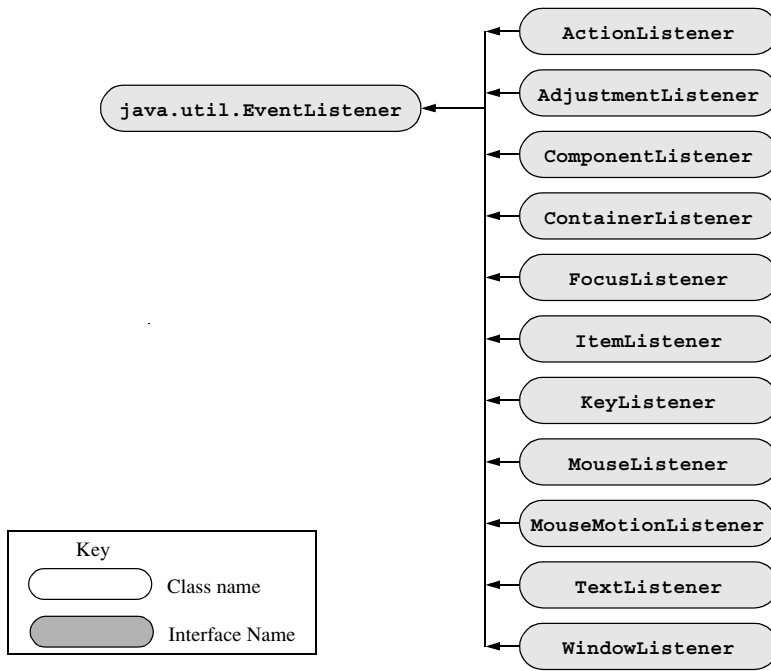 ActionListener
java.util.EventListener
AdjustmentListener
ComponentListener
ContainerListener
FocusListener
ItemListener
KeyListener
MouseListener
MouseMotionListener
TextListener
WindowListener
Key
Class name
Interface Name